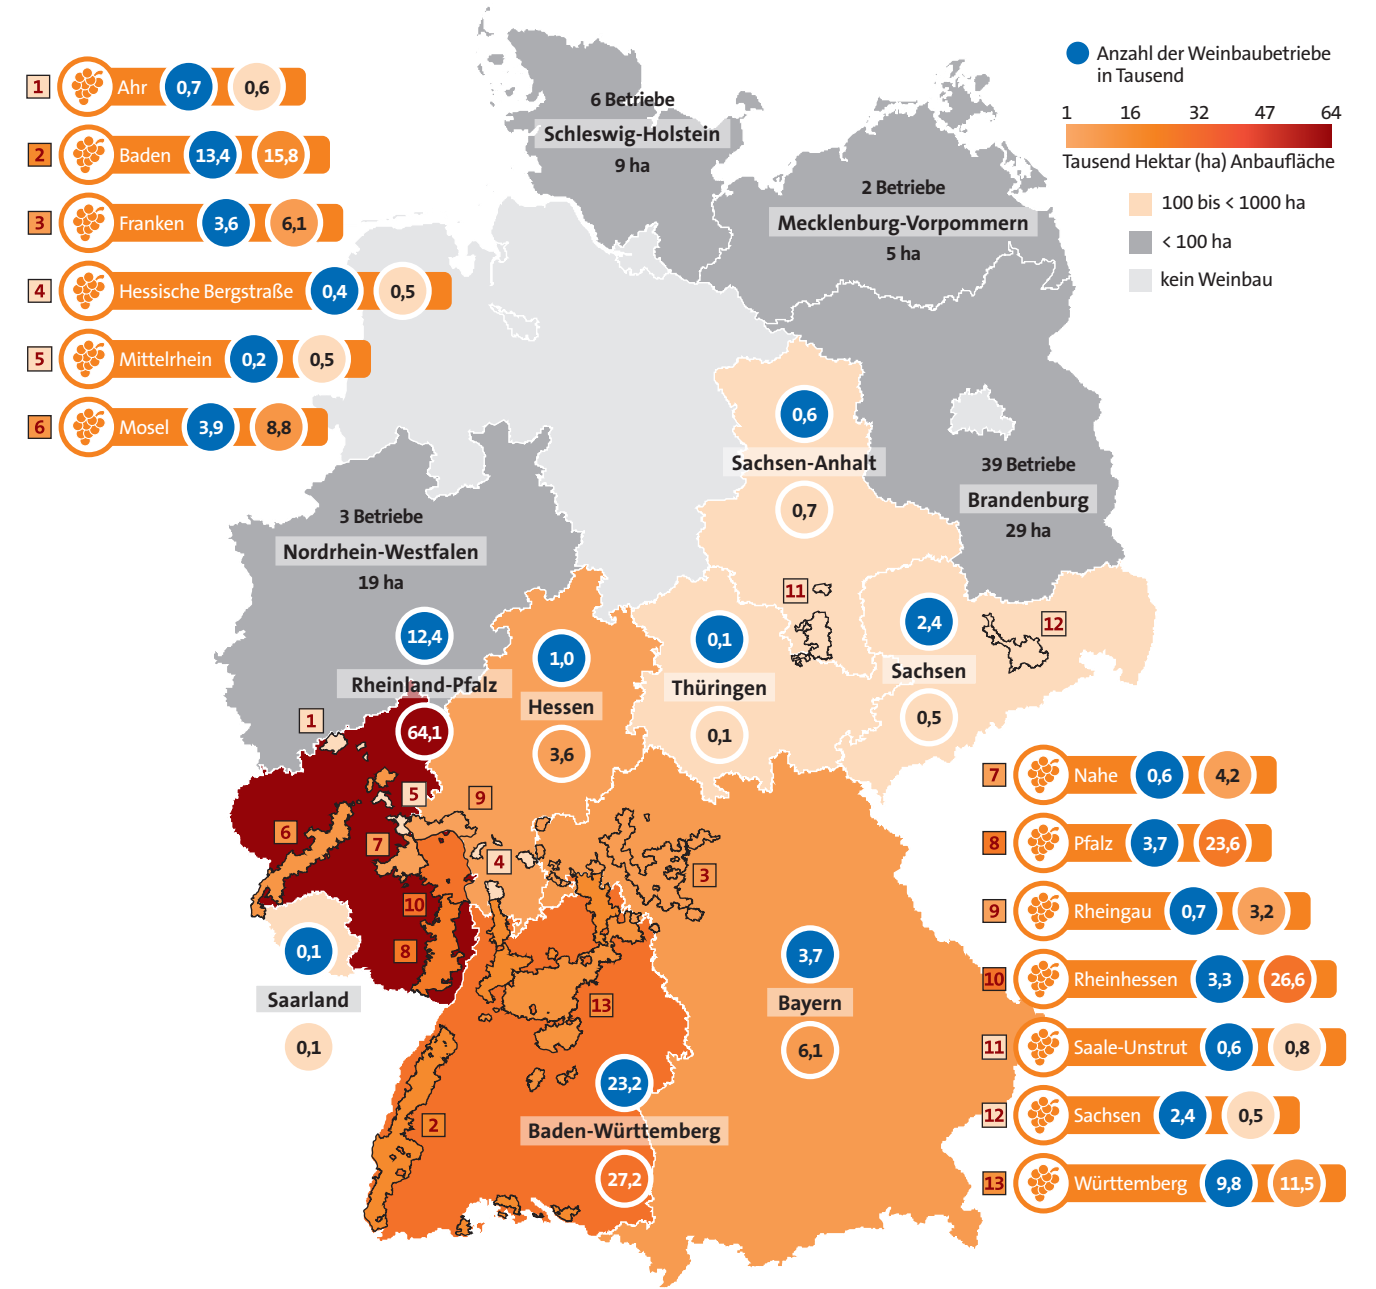 Anzahl der Weinbaubetriebe
in Tausend
1 16 32 47 64
Tausend Hektar (ha) Anbaufläche
100 bis < 1000 ha
< 100 ha
kein Weinbau
1 Ahr 0,7 0,6
2 Baden 13,4 15,8
3 Franken 3,6 6,1
4 Hessische Bergstraße 0,4 0,5
5 Mittelrhein 0,2 0,5
6 Mosel 3,9 8,8
6 Betriebe
Schleswig-Holstein
9 ha
2 Betriebe
Mecklenburg-Vorpommern
5 ha
0,6
Sachsen-Anhalt
0,7
39 Betriebe
Brandenburg
29 ha
3 Betriebe
Nordrhein-Westfalen
19 ha
12,4
Rheinland-Pfalz
64,1
1,0
Hessen
3,6
0,1
Thüringen
0,1
2,4
Sachsen
0,5
11
12
1
5
9
6
7
4
3
10
8
13
2
0,1
Saarland
0,1
3,7
Bayern
6,1
23,2
Baden-Württemberg
27,2
7 Nahe 0,6 4,2
8 Pfalz 3,7 23,6
9 Rheingau 0,7 3,2
10 Rheinhessen 3,3 26,6
11 Saale-Unstrut 0,6 0,8
12 Sachsen 2,4 0,5
13 Württemberg 9,8 11,5